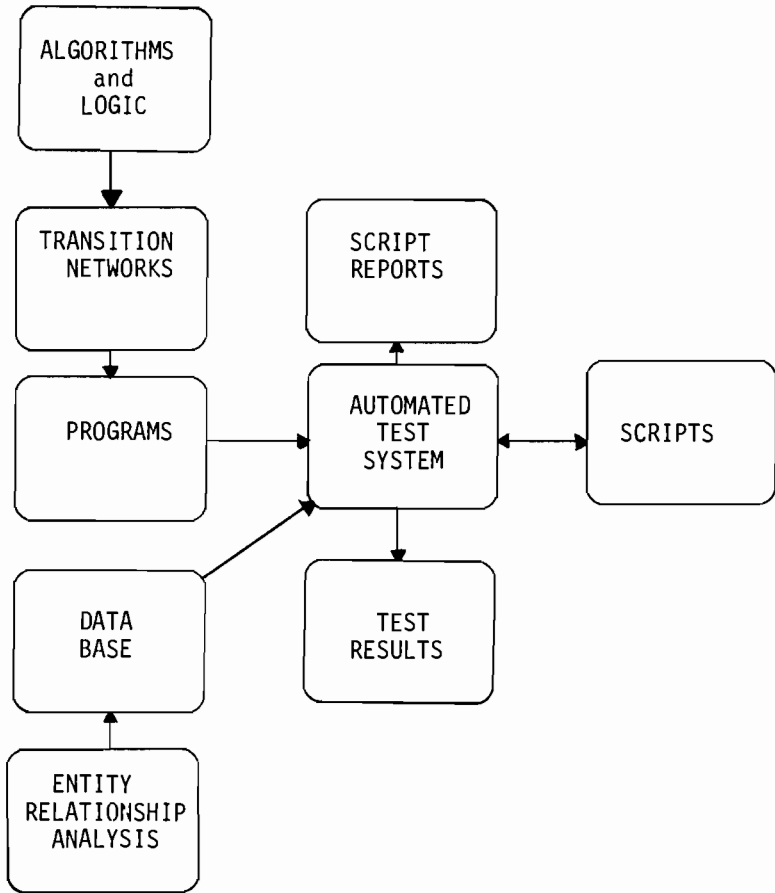 ALGORITHMS
and
LOGIC
TRANSITION
NETWORKS
SCRIPT
REPORTS
PROGRAMS
AUTOMATED
TEST
SYSTEM
SCRIPTS
DATA
BASE
TEST
RESULTS
ENTITY
RELATIONSHIP
ANALYSIS